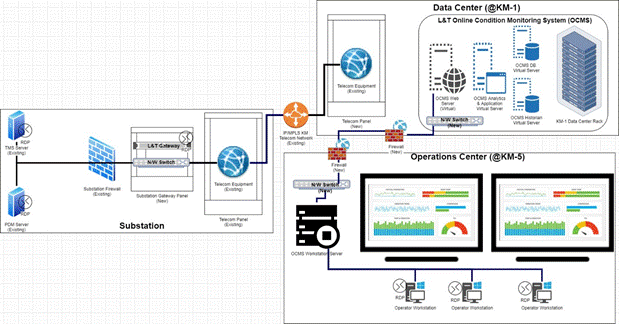 Data Center (@KM-1)
L&T Online Condition Monitoring System (OCMS)
Telecom Equipment
(Existing)
Telecom Panel
(New)
OCMS Web
Server
(Virtual)
OCMS Analytics
& Application
Virtual Server
OCMS DB
Virtual Server
OCMS Historian
Virtual Server
KM-1 Data Center Rack
N/W Switch
(New)
Firewall
(New)
IP/MPLS KM
Telecom Network
(Existing)
Firewall
(New)
RDP
TMS Server
(Existing)
RDP
PDM Server
(Existing)
Substation Firewall
(Existing)
L&T Gateway
RDP
N/W Switch
Substation Gateway Panel
(New)
Telecom Equipment
(Existing)
Telecom Panel
(Existing)
Substation
Operations Center (@KM-5)
N/W Switch
(New)
OCMS Workstation Server
RDP
Operator Workstation
RDP
Operator Workstation
RDP
Operator Workstation